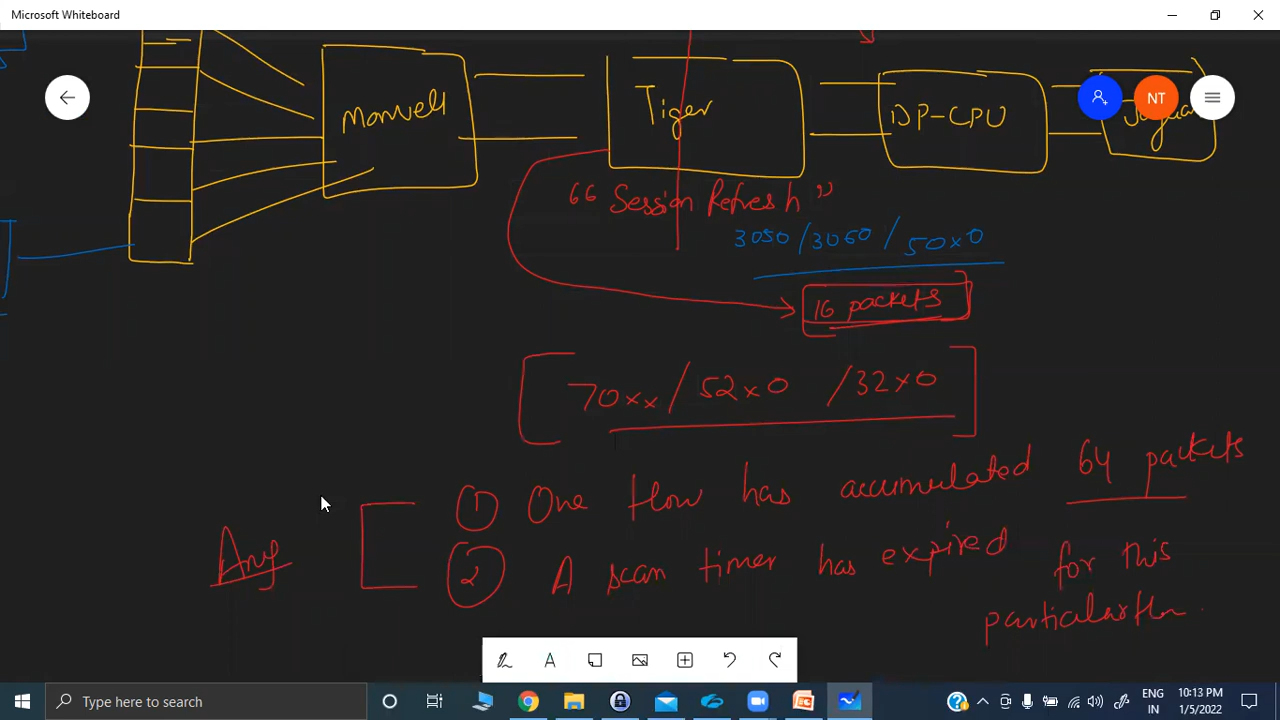 Microsoft Whiteboard
NT
Marvell
Tiger
DP-CPU
"Session Refresh"
3050/3060/50x0
16 packets
70xx/52x0/32x0
Any
① One flow has accumulated 64 packets
② A scan timer has expired for this
particular
Type here to search
ENG
IN
10:13 PM
1/5/2022